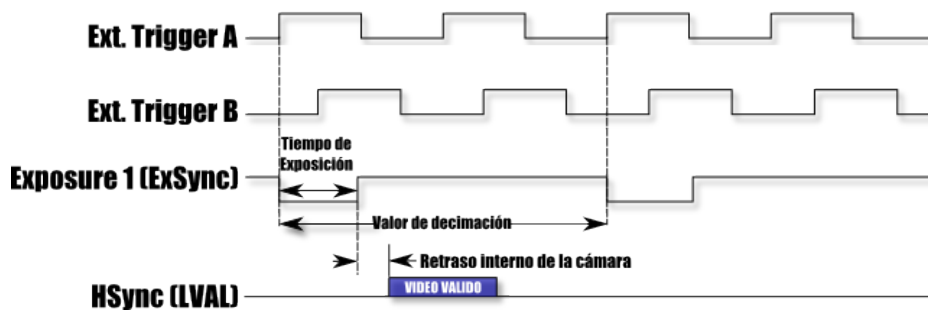 Ext. Trigger A
Ext. Trigger B
Tiempo de
Exposición
Exposure 1 (ExSync)
Valor de decimación
Retraso interno de la cámara
VIDEO VALIDO
HSync (LVAL)